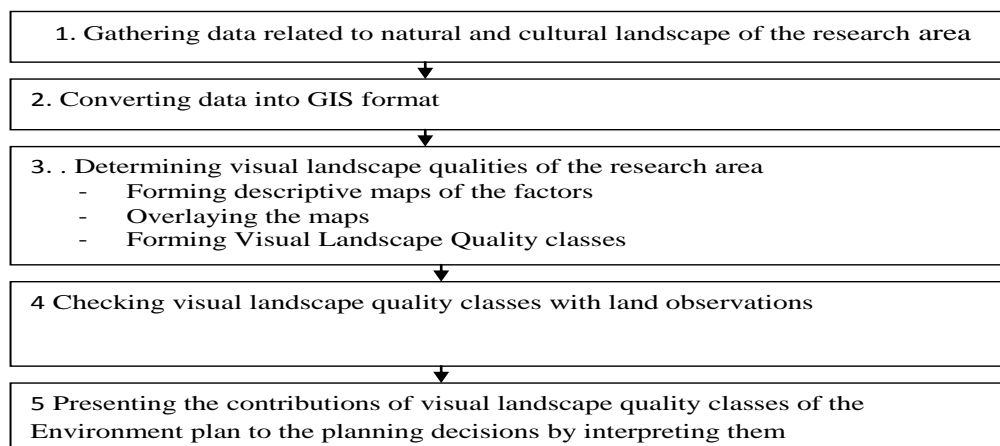 1. Gathering data related to natural and cultural landscape of the research area
2. Converting data into GIS format
3. . Determining visual landscape qualities of the research area
- Forming descriptive maps of the factors
- Overlaying the maps
- Forming Visual Landscape Quality classes
4 Checking visual landscape quality classes with land observations
5 Presenting the contributions of visual landscape quality classes of the
Environment plan to the planning decisions by interpreting them